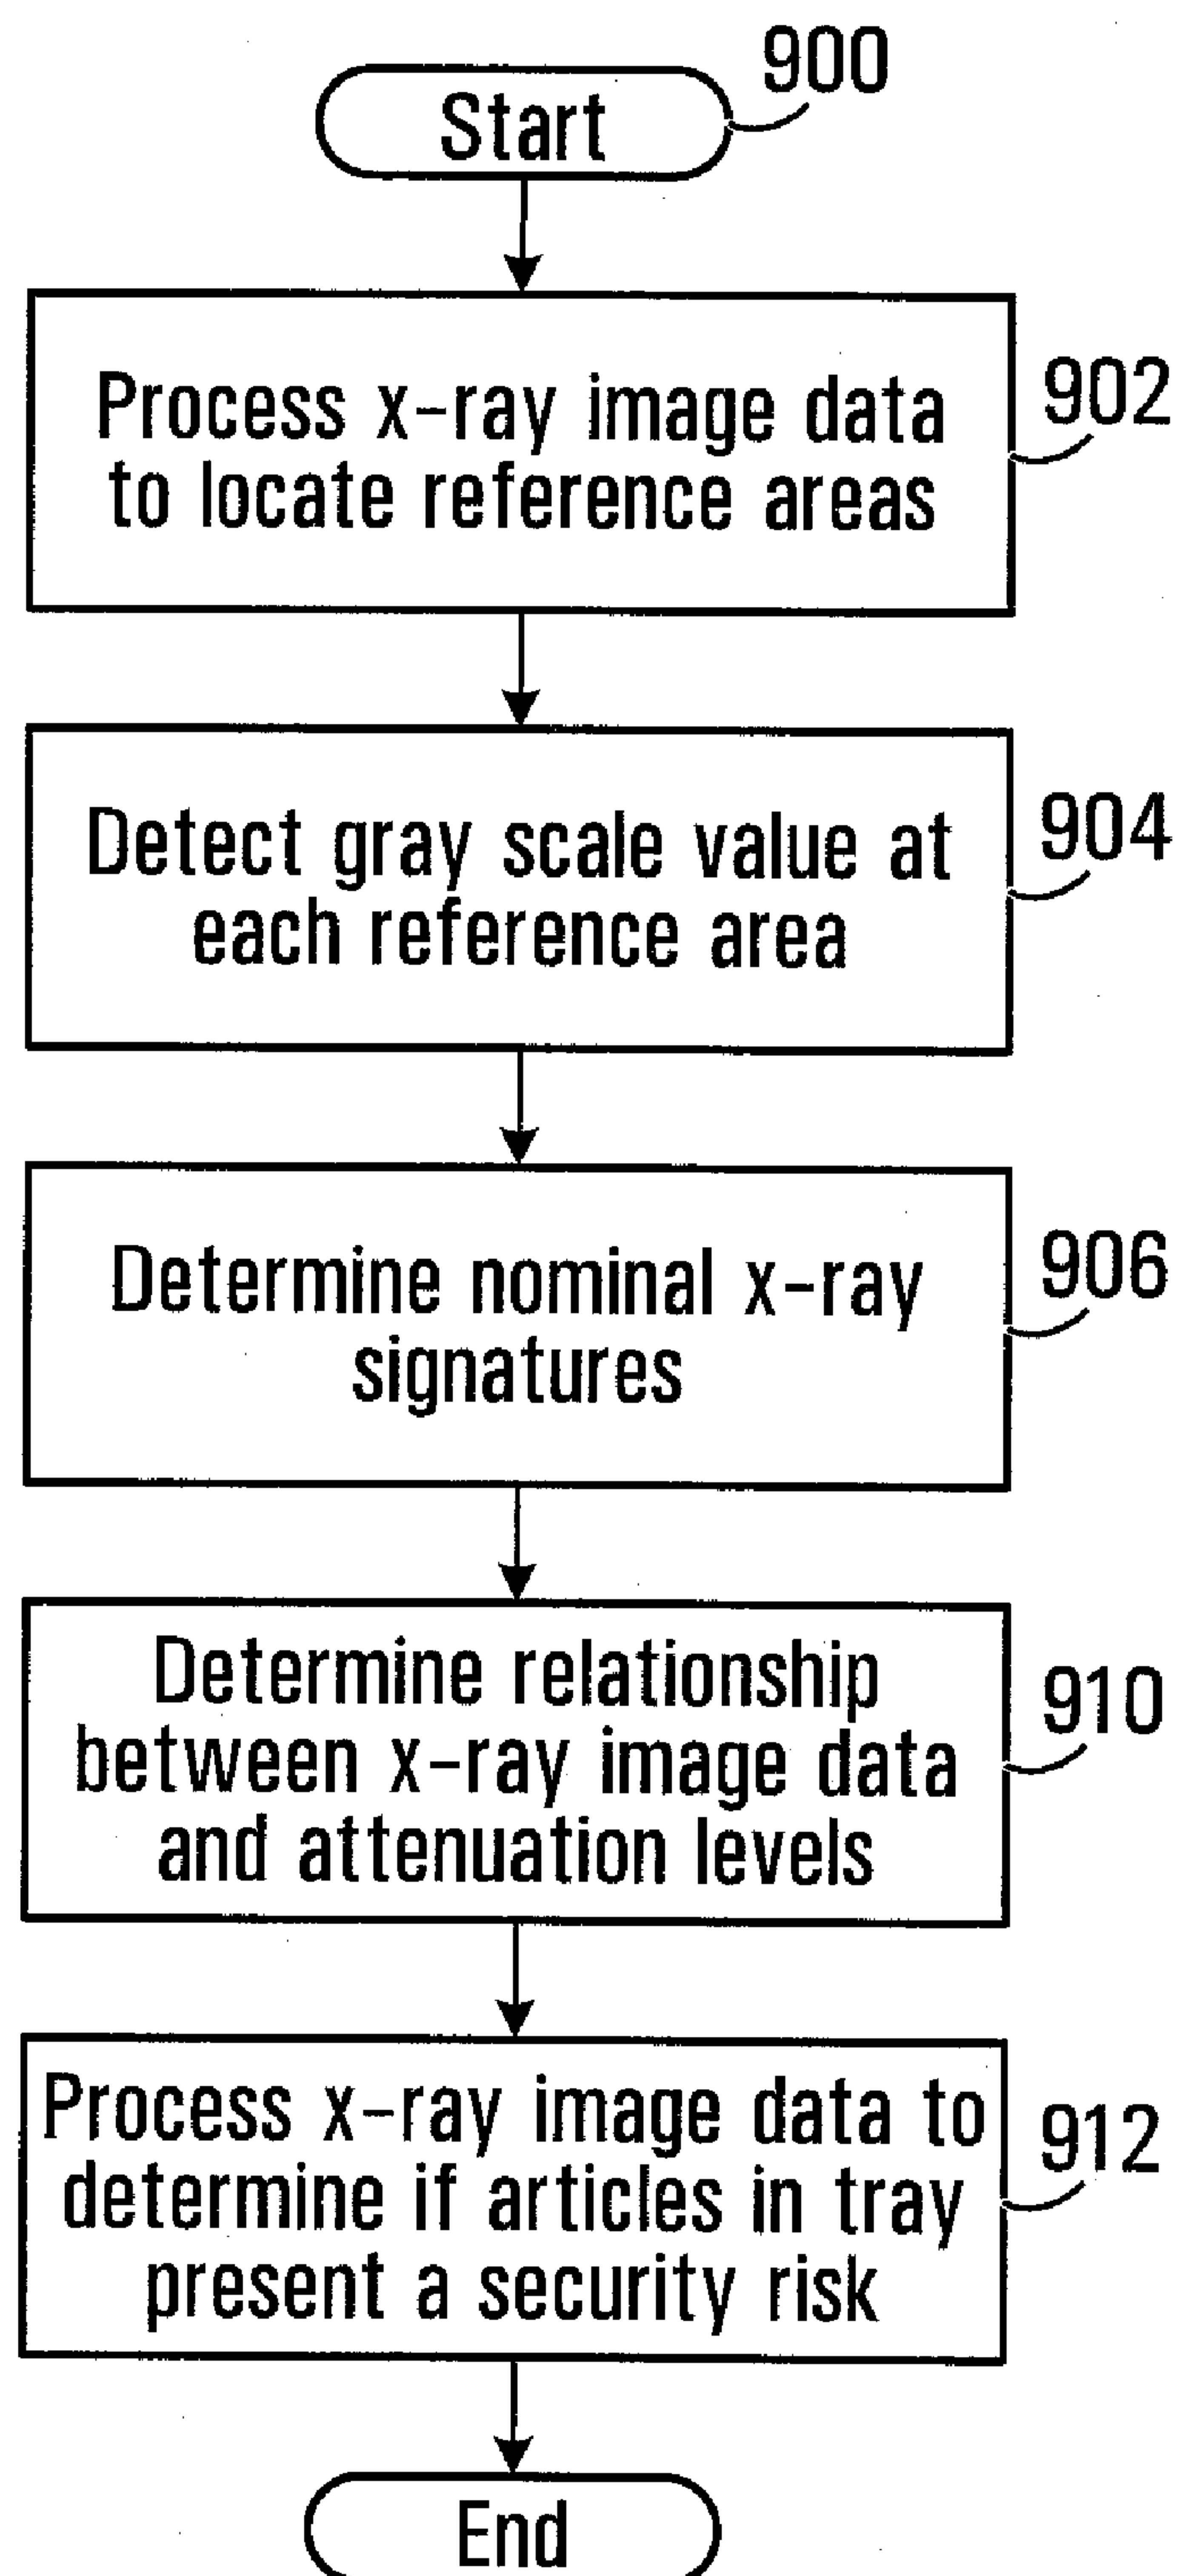 900
Start
Process x-ray image data
to locate reference areas
902
Detect gray scale value at
each reference area
904
Determine nominal x-ray
signatures
906
Determine relationship
between x-ray image data
and attenuation levels
910
Process x-ray image data to
determine if articles in tray
present a security risk
912
End